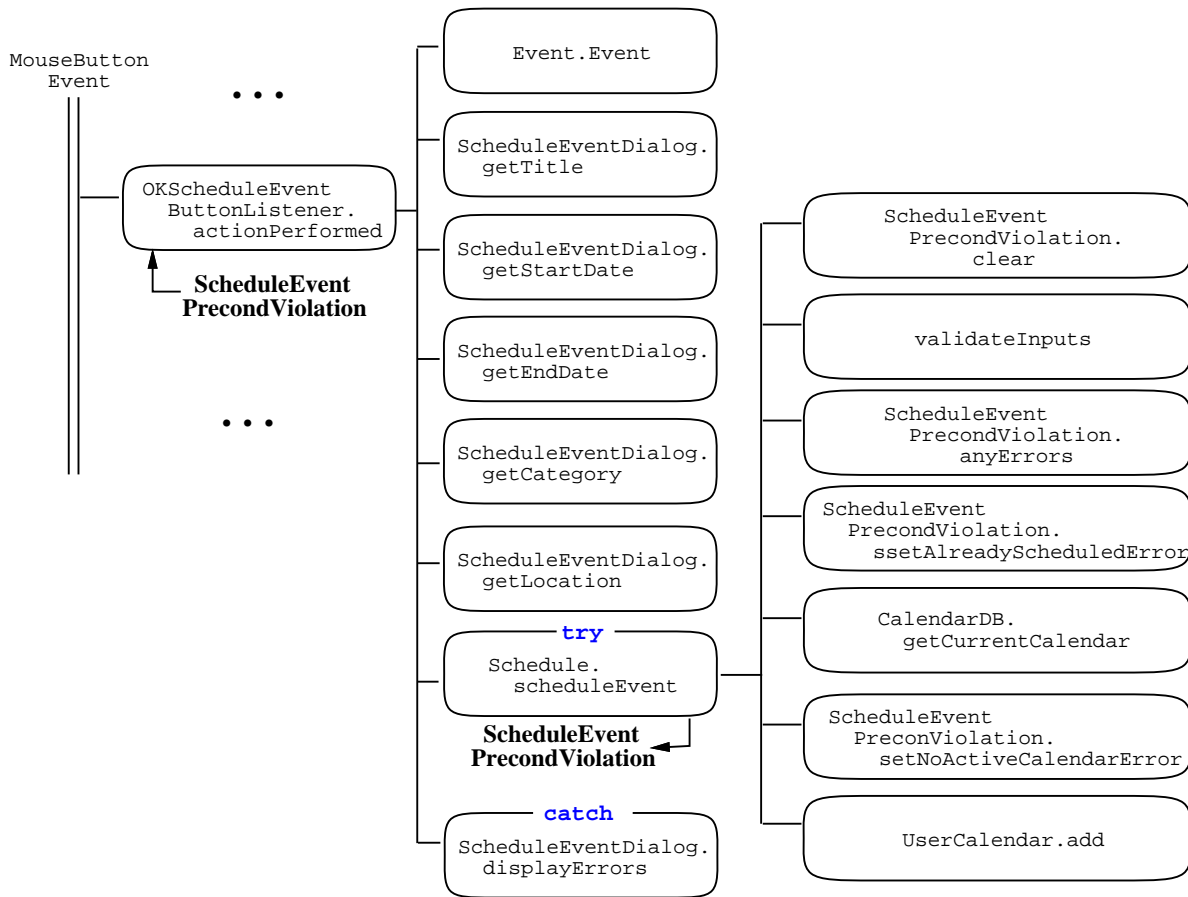 MouseButton
Event
• • •
OKScheduleEvent
ButtonListener.
actionPerformed
ScheduleEvent
PrecondViolation
• • •
Event.Event
ScheduleEventDialog.
getTitle
ScheduleEventDialog.
getStartDate
ScheduleEventDialog.
getEndDate
ScheduleEventDialog.
getCategory
ScheduleEventDialog.
getLocation
try
Schedule.
scheduleEvent
ScheduleEvent
PrecondViolation
catch
ScheduleEventDialog.
displayErrors
ScheduleEvent
PrecondViolation.
clear
validateInputs
ScheduleEvent
PrecondViolation.
anyErrors
ScheduleEvent
PrecondViolation.
ssetAlreadyScheduledError
CalendarDB.
getCurrentCalendar
ScheduleEvent
PreconViolation.
setNoActiveCalendarError
UserCalendar.add